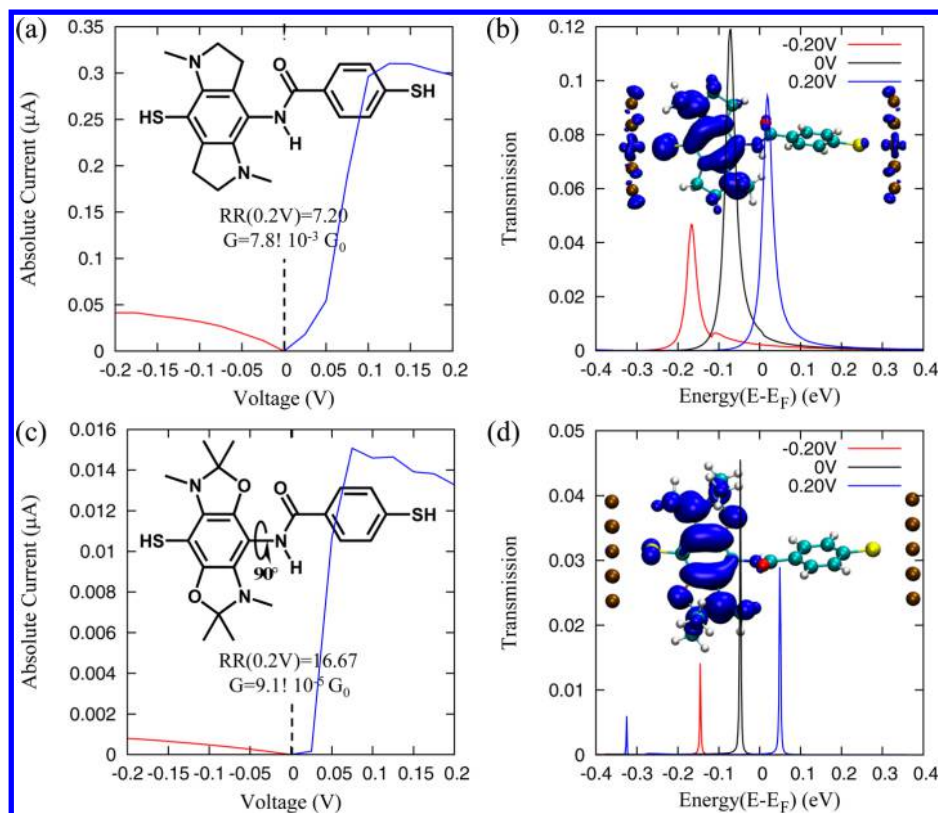 (a)
0.35
0.3
0.25
0.2
0.15
0.1
0.05
0
Absolute Current (µA)
N
O
HS
N
H
SH
N
RR(0.2V)=7.20
G=7.8! 10-3 G0
-0.2 -0.15 -0.1 -0.05 0 0.05 0.1 0.15 0.2
Voltage (V)
(b)
0.12
0.1
0.08
0.06
0.04
0.02
0
Transmission
-0.20V
0V
0.20V
-0.4 -0.3 -0.2 -0.1 0 0.1 0.2 0.3 0.4
Energy(E-EF) (eV)
(c)
0.016
0.014
0.012
0.010
0.008
0.006
0.004
0.002
0
Absolute Current (µA)
N
O
O
HS
N
H
SH
90°
O
N
RR(0.2V)=16.67
G=9.1! 10-5 G0
-0.2 -0.15 -0.1 -0.05 0 0.05 0.1 0.15 0.2
Voltage (V)
(d)
0.05
0.04
0.03
0.02
0.01
0
Transmission
-0.20V
0V
0.20V
-0.4 -0.3 -0.2 -0.1 0 0.1 0.2 0.3 0.4
Energy(E-EF) (eV)